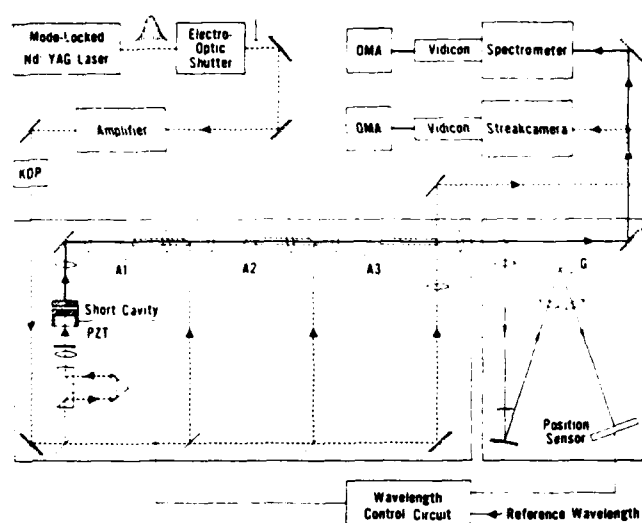 Mode-Locked
Nd: YAG Laser
Electro-
Optic
Shutter
OMA
Vidicon
Spectrometer
Amplifier
OMA
Vidicon
Streakcamera
KDP
A1
A2
A3
G
Short Cavity
PZT
Position
Sensor
Wavelength
Control Circuit
Reference Wavelength